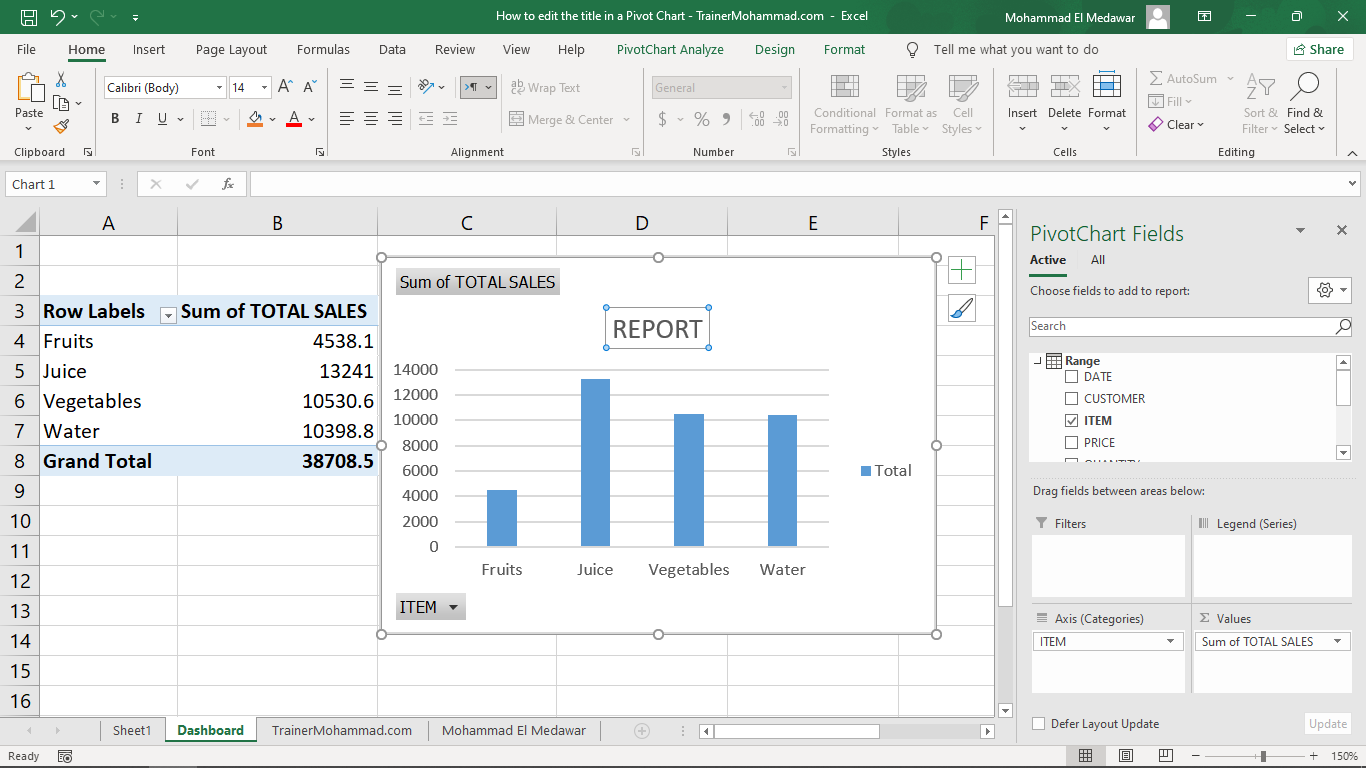 How to edit the title in a Pivot Chart - TrainerMohammad.com - Excel
Mohammad El Medawar
File Home Insert Page Layout Formulas Data Review View Help PivotChart Analyze Design Format Tell me what you want to do Share
Calibri (Body) 14 Wrap Text General AutoSum
Paste Conditional Formatting Format as Table Cell Styles Insert Delete Format Fill Sort & Filter Find & Select
B I U A Merge & Center $ % Clear
Clipboard Font Alignment Number Styles Cells Editing
Chart 1 fx
A B C D E F
1
2
3 Row Labels Sum of TOTAL SALES
4 Fruits 4538.1
5 Juice 13241
6 Vegetables 10530.6
7 Water 10398.8
8 Grand Total 38708.5
9
10
11
12
13
14
15
16
Sum of TOTAL SALES
REPORT
14000
12000
10000
8000
6000
4000
2000
0
Fruits Juice Vegetables Water
Total
ITEM
PivotChart Fields
Active All
Choose fields to add to report:
Search
Range
DATE
CUSTOMER
ITEM
PRICE
QUANTITY
Drag fields between areas below:
Filters Legend (Series)
Axis (Categories) Σ Values
ITEM Sum of TOTAL SALES
Defer Layout Update Update
Sheet1 Dashboard TrainerMohammad.com Mohammad El Medawar
Ready 150%